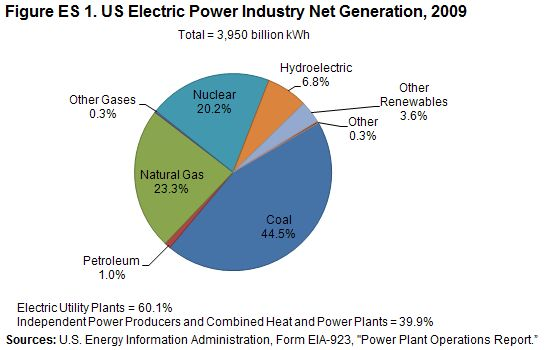 Figure ES 1. US Electric Power Industry Net Generation, 2009
Total = 3,950 billion kWh
Hydroelectric
6.8%
Nuclear
20.2%
Other
Renewables
3.6%
Other Gases
0.3%
Other
0.3%
Natural Gas
23.3%
Coal
44.5%
Petroleum
1.0%
Electric Utility Plants = 60.1%
Independent Power Producers and Combined Heat and Power Plants = 39.9%
Sources: U.S. Energy Information Administration, Form EIA-923, "Power Plant Operations Report."